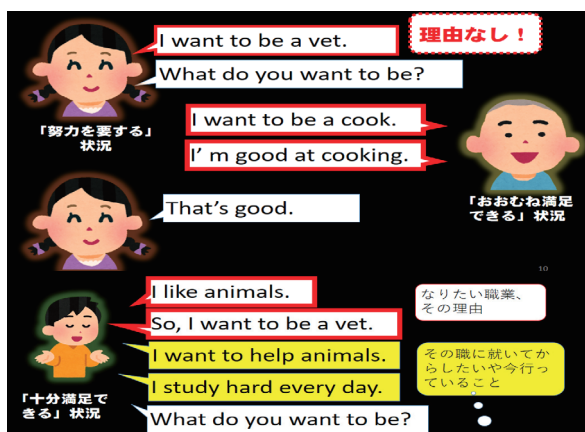 I want to be a vet.
理由なし！
What do you want to be?
「努力を要する」
状況
I want to be a cook.
I' m good at cooking.
「おおむね満足
できる」状況
That's good.
10
I like animals.
So, I want to be a vet.
I want to help animals.
I study hard every day.
What do you want to be?
「十分満足で
きる」状況
なりたい職業、
その理由
その職に就いてか
らしたいや今行っ
ていること